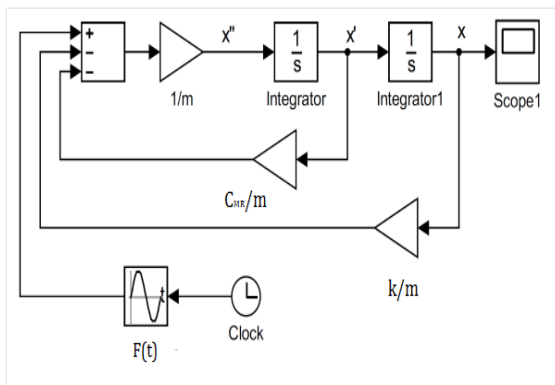 +
−
−
1/m
x''
1
s
Integrator
x'
1
s
Integrator1
x
Scope1
C_MR/m
k/m
t
F(t)
Clock